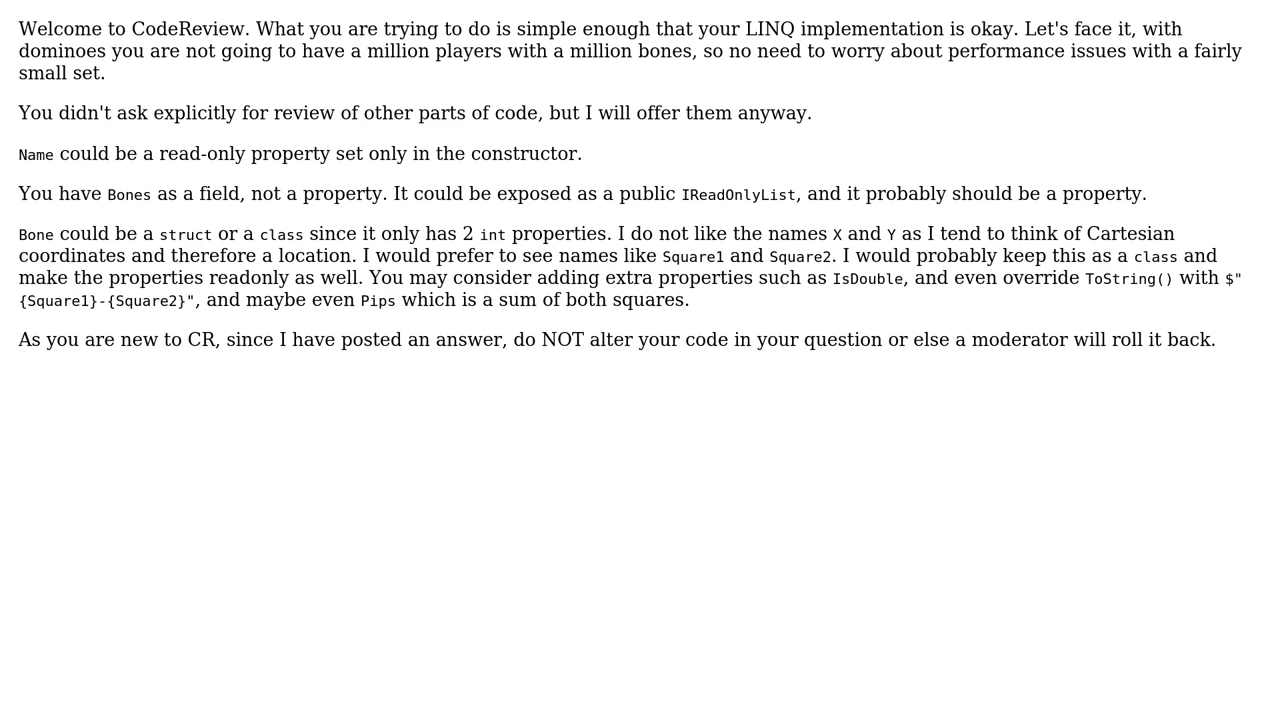 Welcome to CodeReview. What you are trying to do is simple enough that your LINQ implementation is okay. Let's face it, with
dominoes you are not going to have a million players with a million bones, so no need to worry about performance issues with a fairly
small set.
You didn't ask explicitly for review of other parts of code, but I will offer them anyway.
Name could be a read-only property set only in the constructor.
You have Bones as a field, not a property. It could be exposed as a public IReadOnlyList, and it probably should be a property.
Bone could be a struct or a class since it only has 2 int properties. I do not like the names X and Y as I tend to think of Cartesian
coordinates and therefore a location. I would prefer to see names like Square1 and Square2. I would probably keep this as a class and
make the properties readonly as well. You may consider adding extra properties such as IsDouble, and even override ToString() with $"
{Square1}-{Square2}", and maybe even Pips which is a sum of both squares.
As you are new to CR, since I have posted an answer, do NOT alter your code in your question or else a moderator will roll it back.